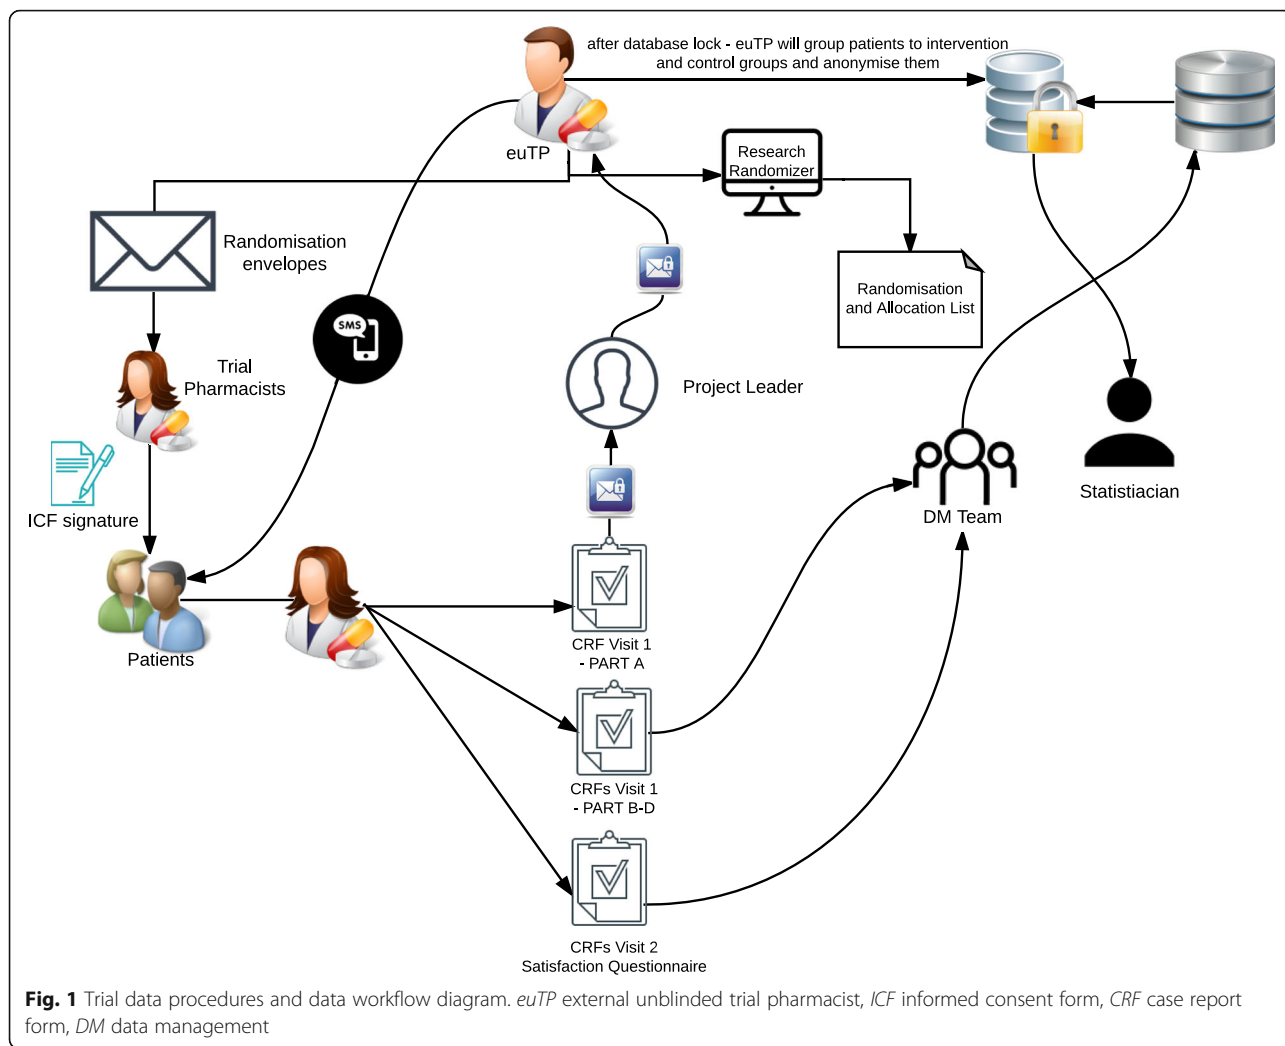 after database lock - euTP will group patients to intervention
and control groups and anonymise them
euTP
Research
Randomizer
Randomisation
envelopes
Randomisation
and Allocation List
SMS
Trial
Pharmacists
Project Leader
ICF signature
Statistiacian
DM Team
Patients
CRF Visit 1
- PART A
CRFs Visit 1
- PART B-D
CRFs Visit 2
Satisfaction Questionnaire
Fig. 1 Trial data procedures and data workflow diagram. euTP external unblinded trial pharmacist, ICF informed consent form, CRF case report
form, DM data management